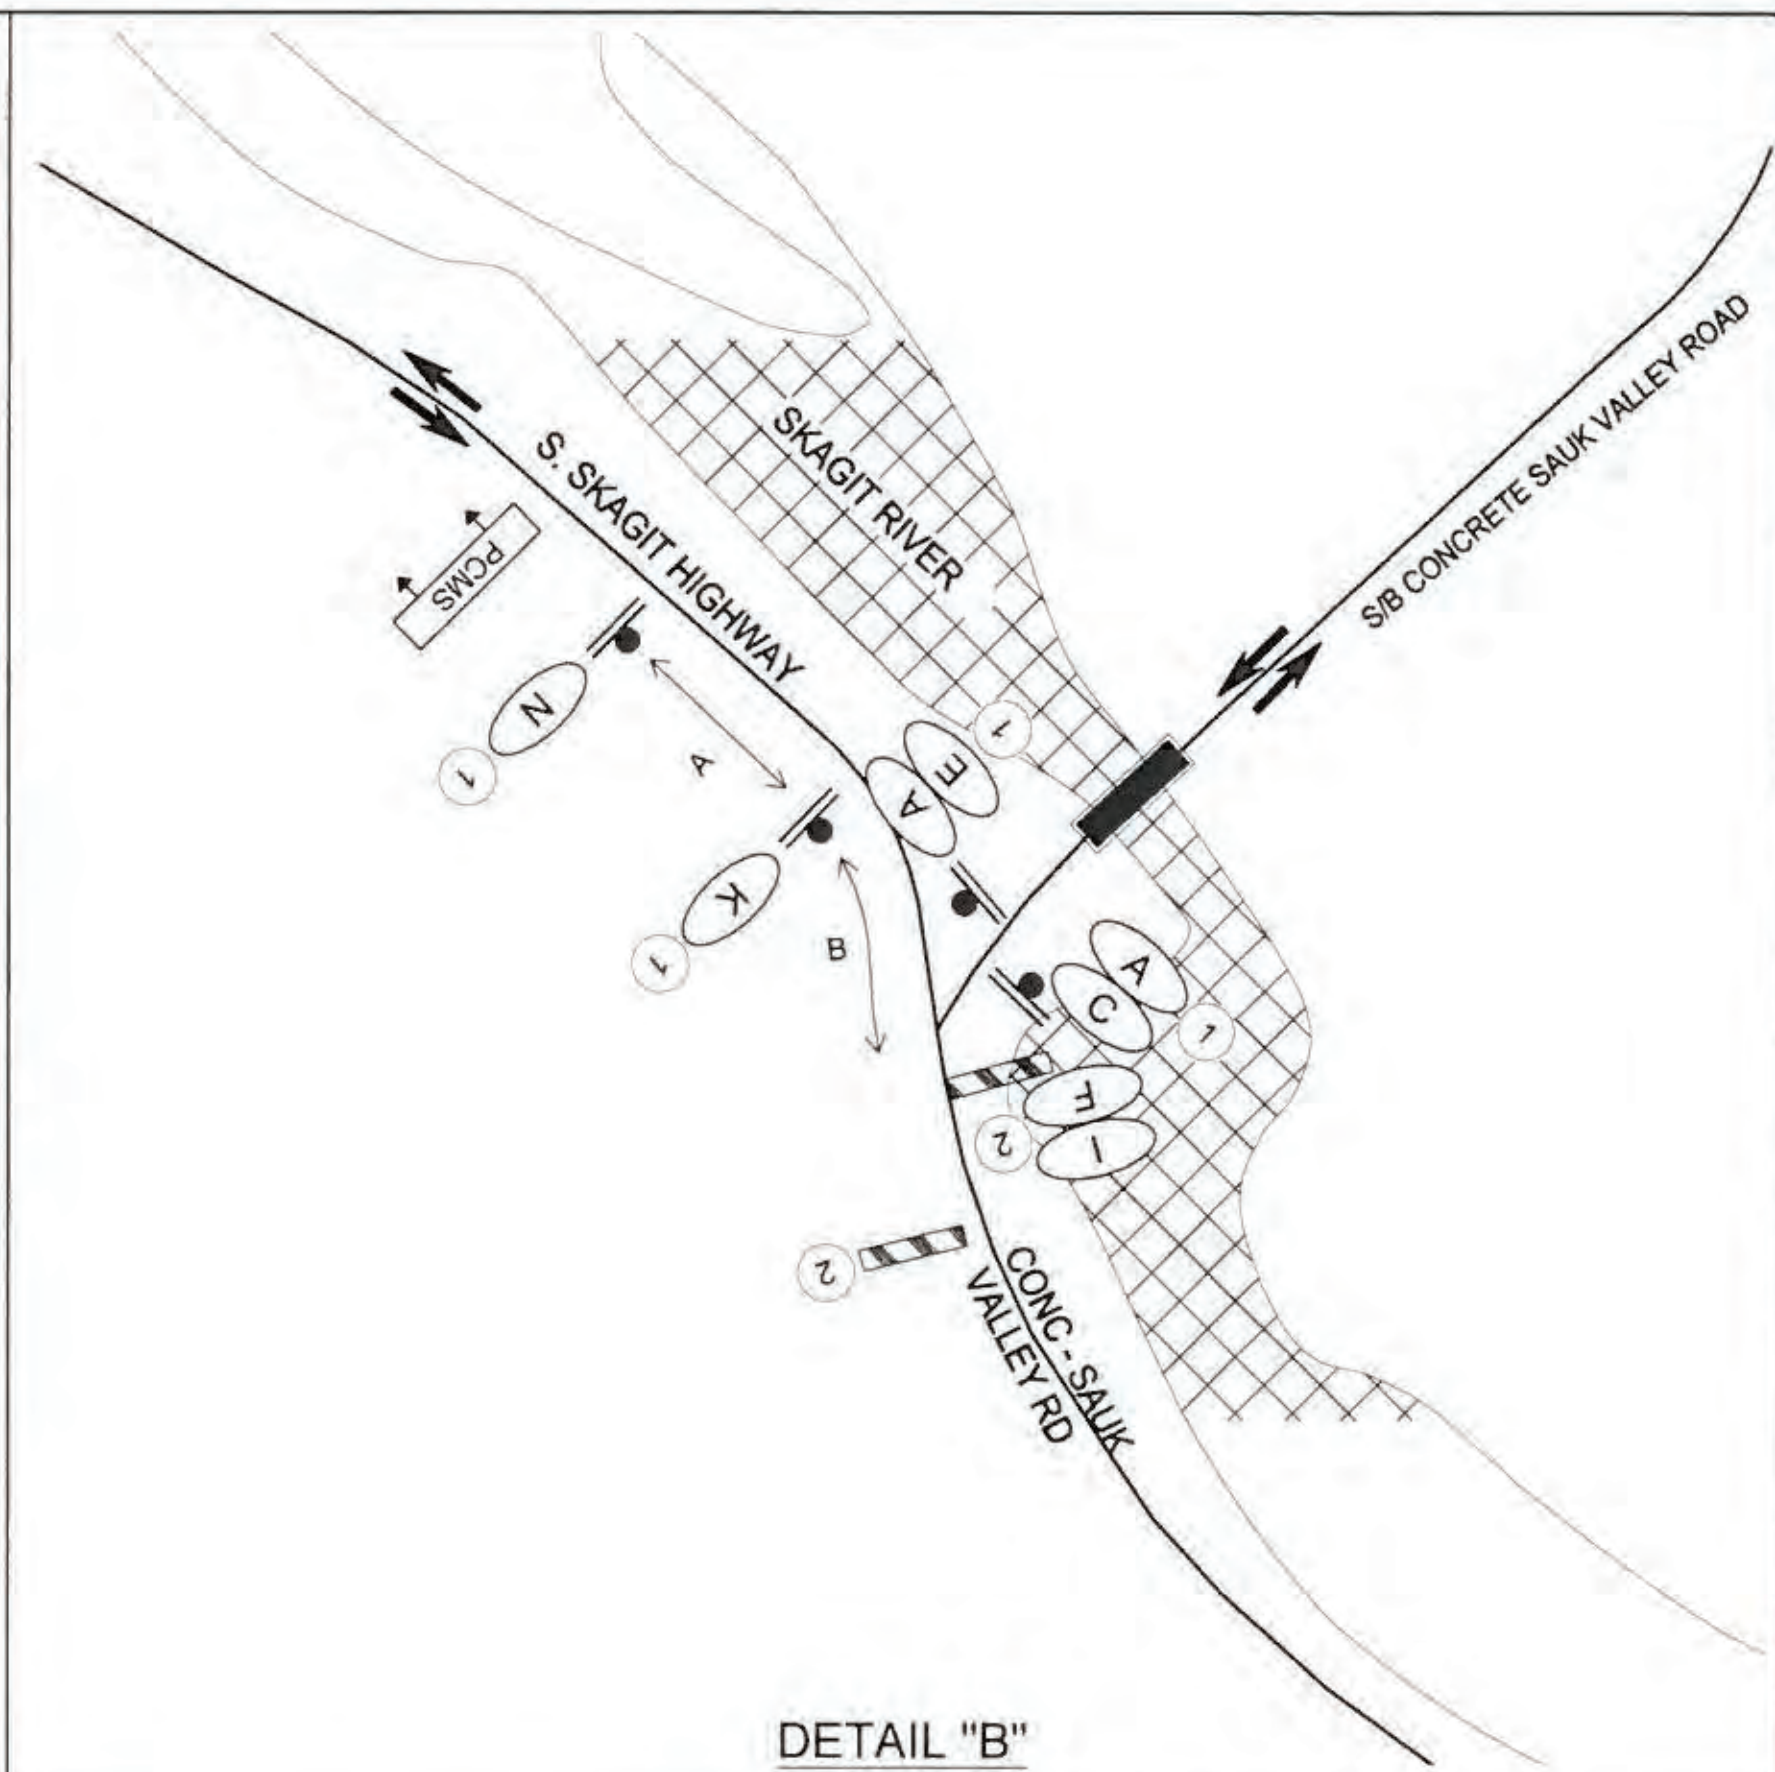 S. SKAGIT HIGHWAY
SKAGIT RIVER
S/B CONCRETE SAUK VALLEY ROAD
PCMS
N
1
A
K
1
B
E
A
1
A
C
1
F
I
2
2
CONC - SAUK
VALLEY RD
DETAIL "B"